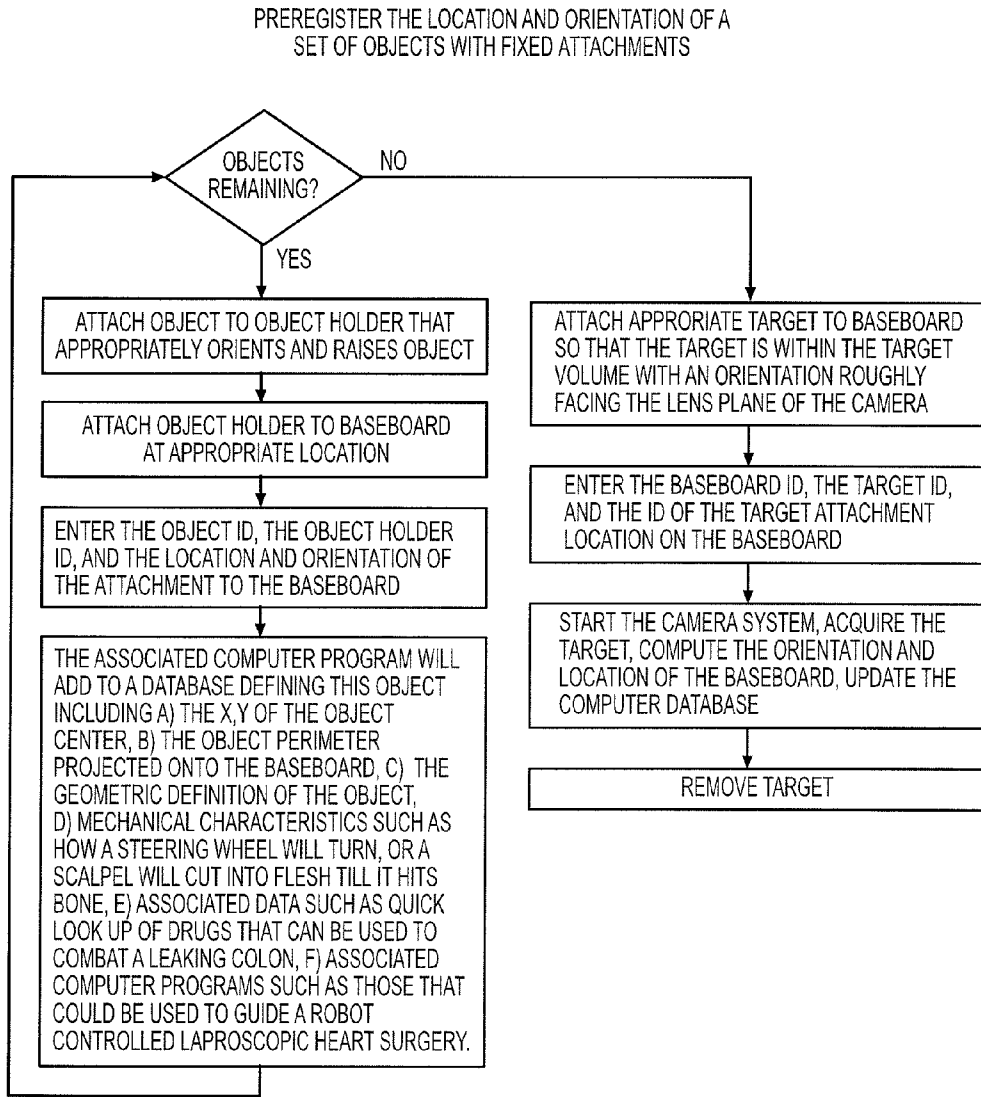 PREREGISTER THE LOCATION AND ORIENTATION OF A
SET OF OBJECTS WITH FIXED ATTACHMENTS
OBJECTS
REMAINING?
NO
YES
ATTACH OBJECT TO OBJECT HOLDER THAT
APPROPRIATELY ORIENTS AND RAISES OBJECT
ATTACH OBJECT HOLDER TO BASEBOARD
AT APPROPRIATE LOCATION
ENTER THE OBJECT ID, THE OBJECT HOLDER
ID, AND THE LOCATION AND ORIENTATION OF
THE ATTACHMENT TO THE BASEBOARD
THE ASSOCIATED COMPUTER PROGRAM WILL
ADD TO A DATABASE DEFINING THIS OBJECT
INCLUDING A) THE X,Y OF THE OBJECT
CENTER, B) THE OBJECT PERIMETER
PROJECTED ONTO THE BASEBOARD, C) THE
GEOMETRIC DEFINITION OF THE OBJECT,
D) MECHANICAL CHARACTERISTICS SUCH AS
HOW A STEERING WHEEL WILL TURN, OR A
SCALPEL WILL CUT INTO FLESH TILL IT HITS
BONE, E) ASSOCIATED DATA SUCH AS QUICK
LOOK UP OF DRUGS THAT CAN BE USED TO
COMBAT A LEAKING COLON, F) ASSOCIATED
COMPUTER PROGRAMS SUCH AS THOSE THAT
COULD BE USED TO GUIDE A ROBOT
CONTROLLED LAPROSCOPIC HEART SURGERY.
ATTACH APPRORIATE TARGET TO BASEBOARD
SO THAT THE TARGET IS WITHIN THE TARGET
VOLUME WITH AN ORIENTATION ROUGHLY
FACING THE LENS PLANE OF THE CAMERA
ENTER THE BASEBOARD ID, THE TARGET ID,
AND THE ID OF THE TARGET ATTACHMENT
LOCATION ON THE BASEBOARD
START THE CAMERA SYSTEM, ACQUIRE THE
TARGET, COMPUTE THE ORIENTATION AND
LOCATION OF THE BASEBOARD, UPDATE THE
COMPUTER DATABASE
REMOVE TARGET